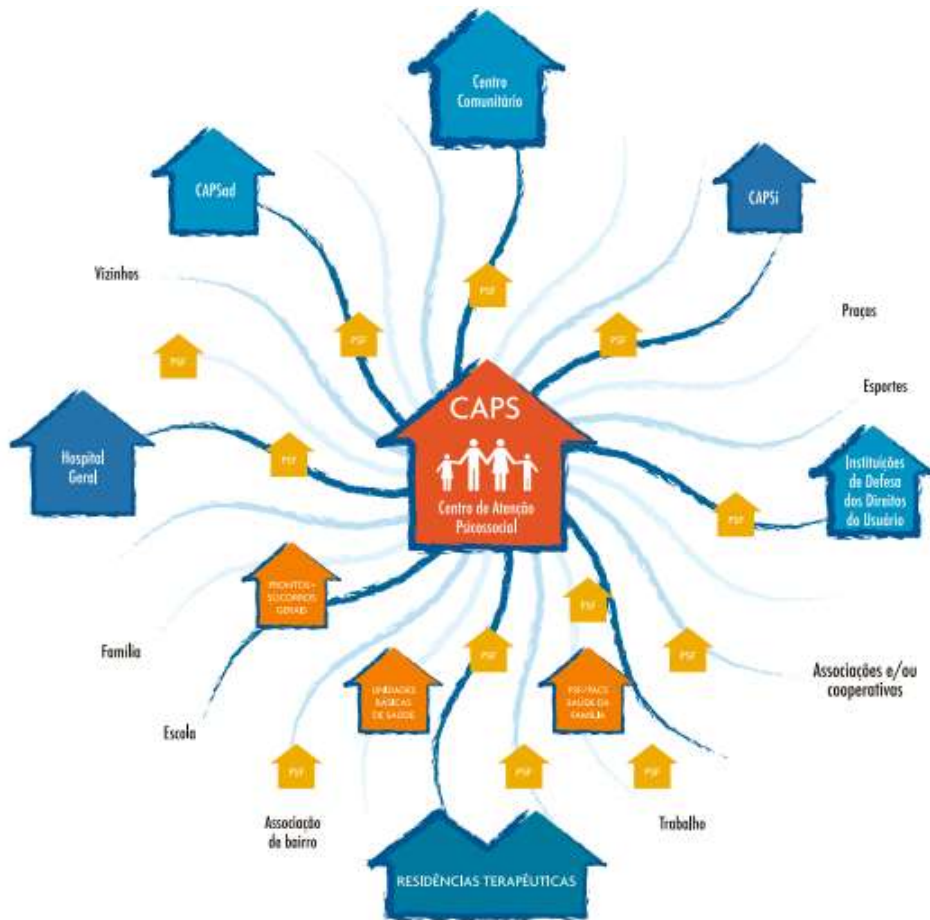 Centro
Comunitário
CAPSad
CAPSi
Vizinhos
PSF
PSF
PSF
Praças
PSF
Esportes
CAPS
Centro de Atenção
Psicossocial
Hospital
Geral
PSF
Instituições
de Defesa
dos Direitos
do Usuário
PSF
PRONTOS-
SOCORROS
GERAIS
PSF
Família
PSF
PSF
Associações e/ou
cooperativas
UNIDADES
BÁSICAS
DE SAÚDE
PSF/PACS
SAÚDE DA
FAMÍLIA
Escola
PSF
PSF
PSF
Associação
de bairro
Trabalho
RESIDÊNCIAS TERAPÊUTICAS